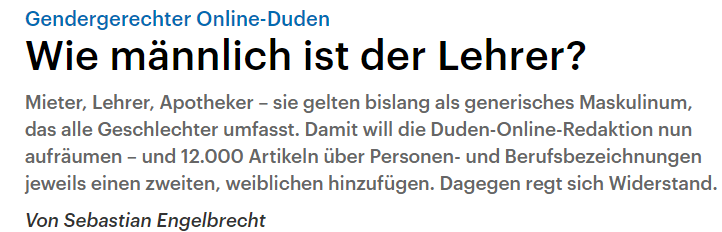 Gendergerechter Online-Duden
Wie männlich ist der Lehrer?
Mieter, Lehrer, Apotheker – sie gelten bislang als generisches Maskulinum,
das alle Geschlechter umfasst. Damit will die Duden-Online-Redaktion nun
aufräumen – und 12.000 Artikeln über Personen- und Berufsbezeichnungen
jeweils einen zweiten, weiblichen hinzufügen. Dagegen regt sich Widerstand.
Von Sebastian Engelbrecht